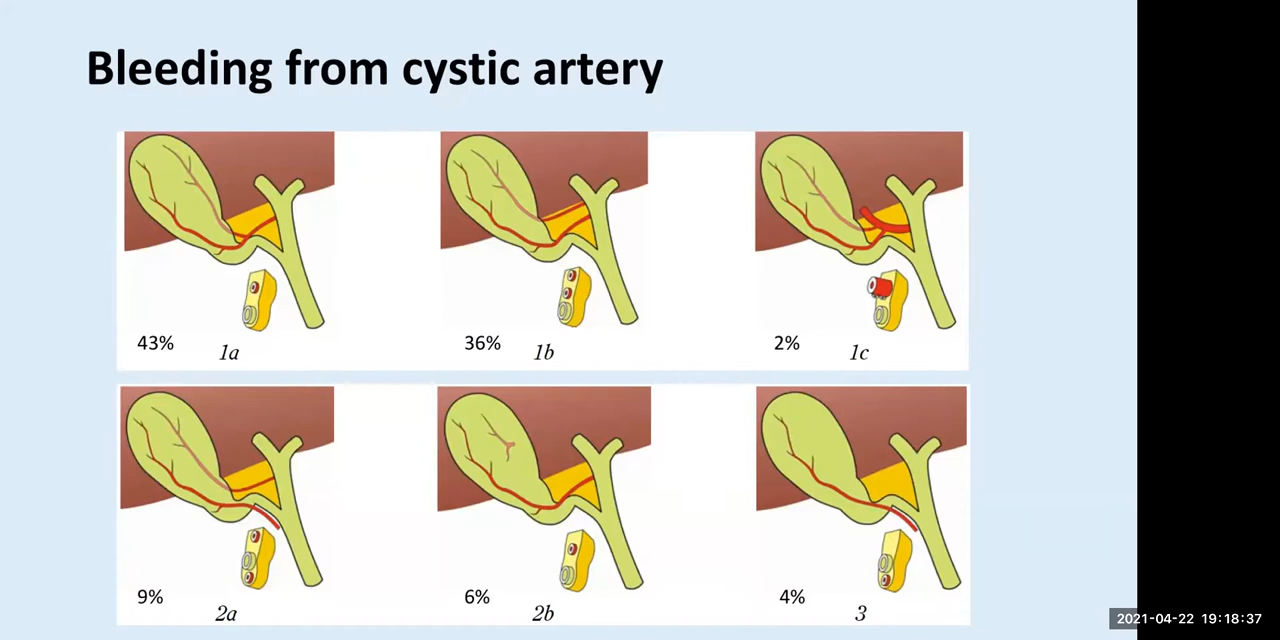 Bleeding from cystic artery
43% 1a
36% 1b
2% 1c
9% 2a
6% 2b
4% 3
2021-04-22 19:18:37